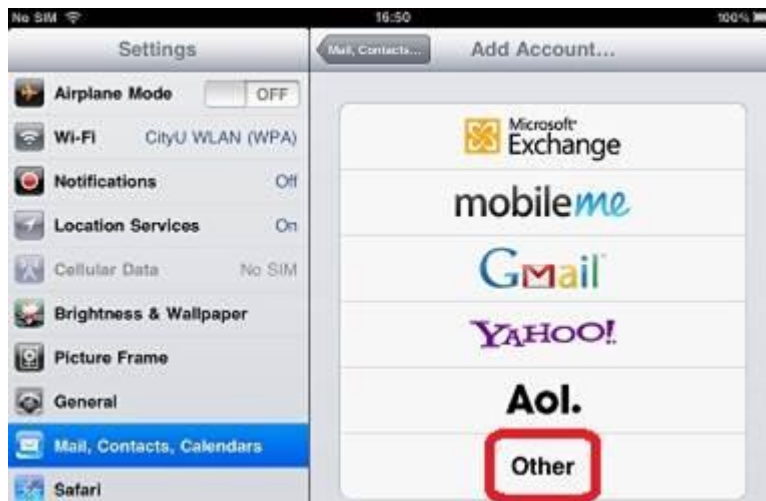 No SIM 16:50 100%
Settings Mail, Contacts... Add Account...
Airplane Mode OFF
Wi-Fi CityU WLAN (WPA)
Notifications Off
Location Services On
Cellular Data No SIM
Brightness & Wallpaper
Picture Frame
General
Mail, Contacts, Calendars
Safari
Microsoft
Exchange
mobileme
Gmail
YAHOO!
Aol.
Other